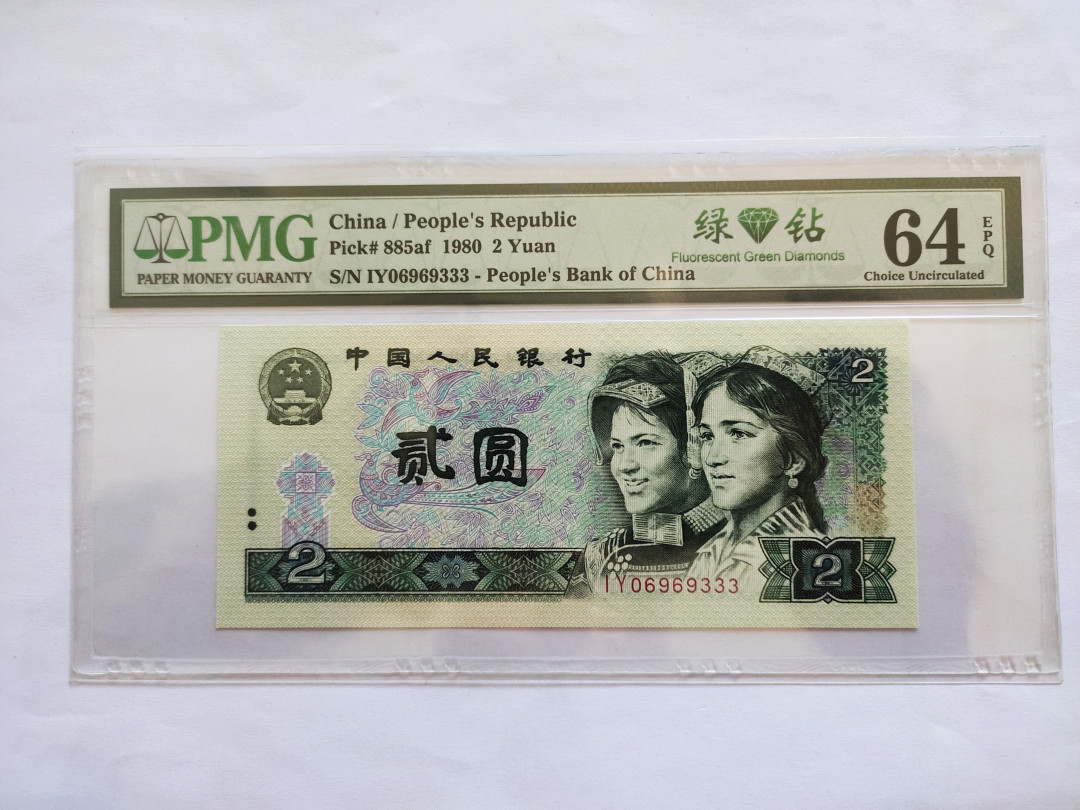 PMG
PAPER MONEY GUARANTY
China / People's Republic
Pick# 885af 1980 2 Yuan
S/N IY06969333 - People's Bank of China
绿 钻
Fluorescent Green Diamonds
64
EPQ
Choice Uncirculated
中国人民银行
2
贰圆
2
2
IY06969333